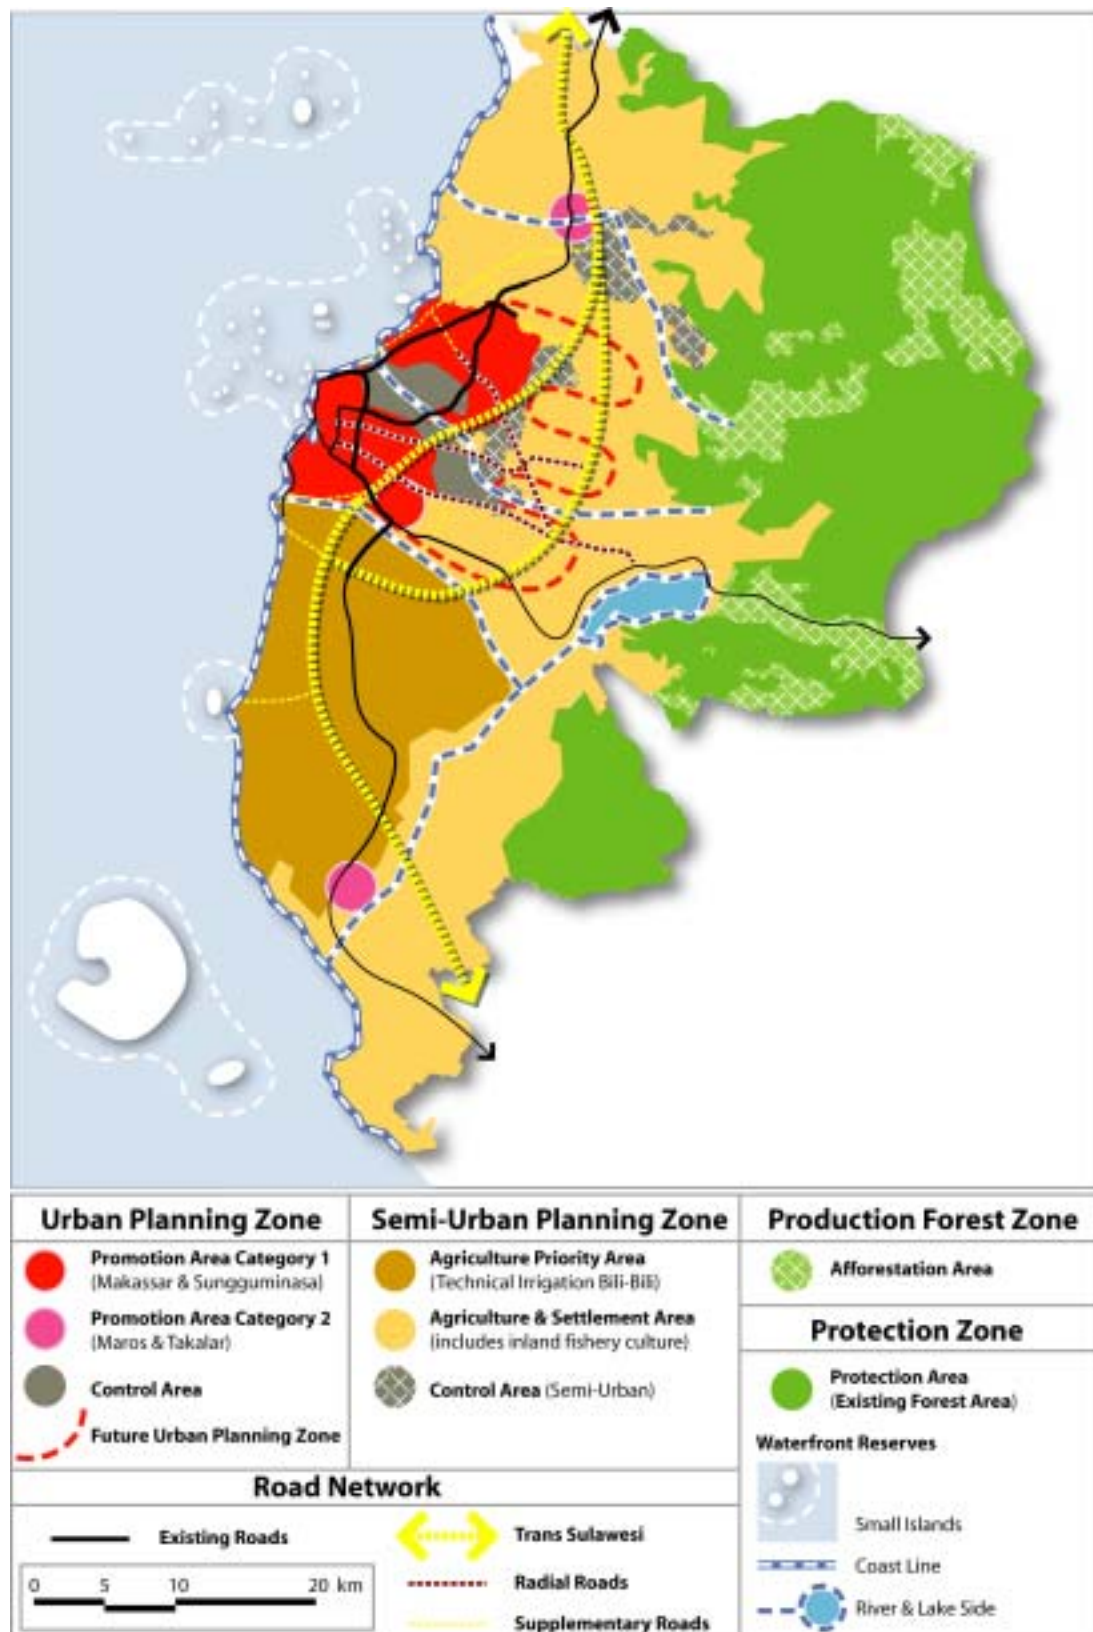 Urban Planning Zone
Promotion Area Category 1
(Makassar & Sungguminasa)
Promotion Area Category 2
(Maros & Takalar)
Control Area
Future Urban Planning Zone
Semi-Urban Planning Zone
Agriculture Priority Area
(Technical Irrigation Bili-Bili)
Agriculture & Settlement Area
(includes inland fishery culture)
Control Area (Semi-Urban)
Production Forest Zone
Afforestation Area
Protection Zone
Protection Area
(Existing Forest Area)
Waterfront Reserves
Small Islands
Coast Line
River & Lake Side
Road Network
Existing Roads
0 5 10 20 km
Trans Sulawesi
Radial Roads
Supplementary Roads